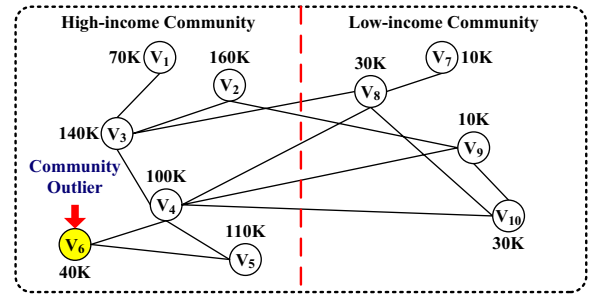 High-income Community
Low-income Community
70K V1
160K
V2
30K
V8
V7 10K
140K V3
10K
V9
Community
Outlier
100K
V4
V10
30K
V6
40K
110K
V5